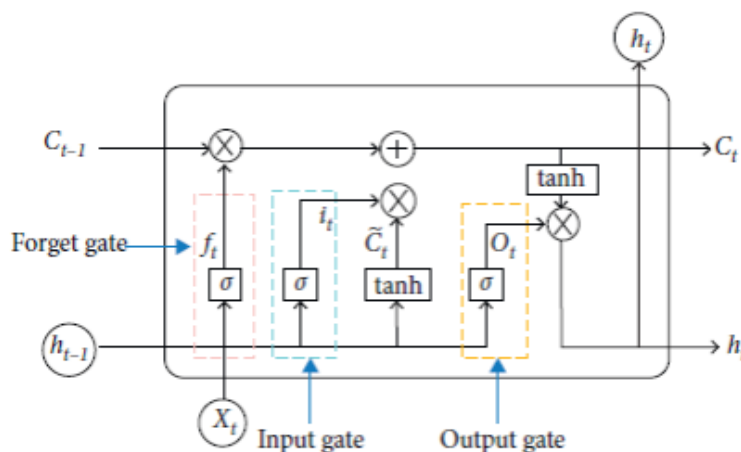 h_t
C_{t–1}
×
+
C_t
tanh
Forget gate
f_t
i_t
×
C̃_t
O_t
×
σ
σ
tanh
σ
h_{t–1}
h
X_t
Input gate
Output gate